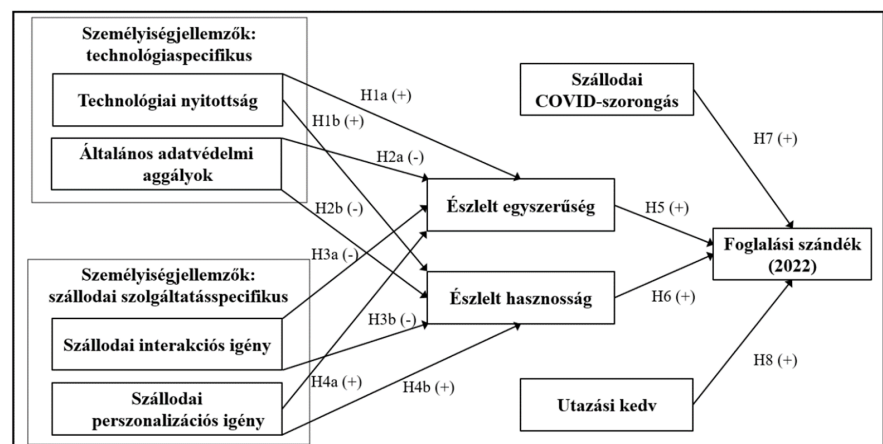 Személyiségjellemzők:
technológiaspecifikus
Technológiai nyitottság
Általános adatvédelmi
aggályok
Személyiségjellemzők:
szállodai szolgáltatásspecifikus
Szállodai interakciós igény
Szállodai
perszonalizációs igény
H1a (+)
H1b (+)
H2a (-)
H2b (-)
H3a (-)
H3b (-)
H4a (+)
H4b (+)
Észlelt egyszerűség
Észlelt hasznosság
Szállodai
COVID-szorongás
H7 (+)
H5 (+)
H6 (+)
H8 (+)
Foglalási szándék
(2022)
Utazási kedv